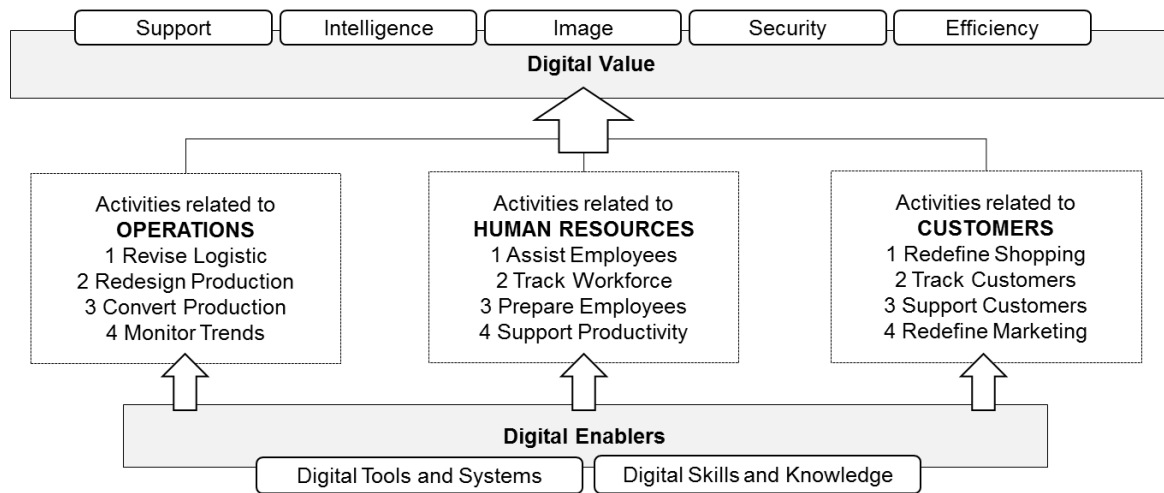 Support
Intelligence
Image
Security
Efficiency
Digital Value
Activities related to
OPERATIONS
1 Revise Logistic
2 Redesign Production
3 Convert Production
4 Monitor Trends
Activities related to
HUMAN RESOURCES
1 Assist Employees
2 Track Workforce
3 Prepare Employees
4 Support Productivity
Activities related to
CUSTOMERS
1 Redefine Shopping
2 Track Customers
3 Support Customers
4 Redefine Marketing
Digital Enablers
Digital Tools and Systems
Digital Skills and Knowledge